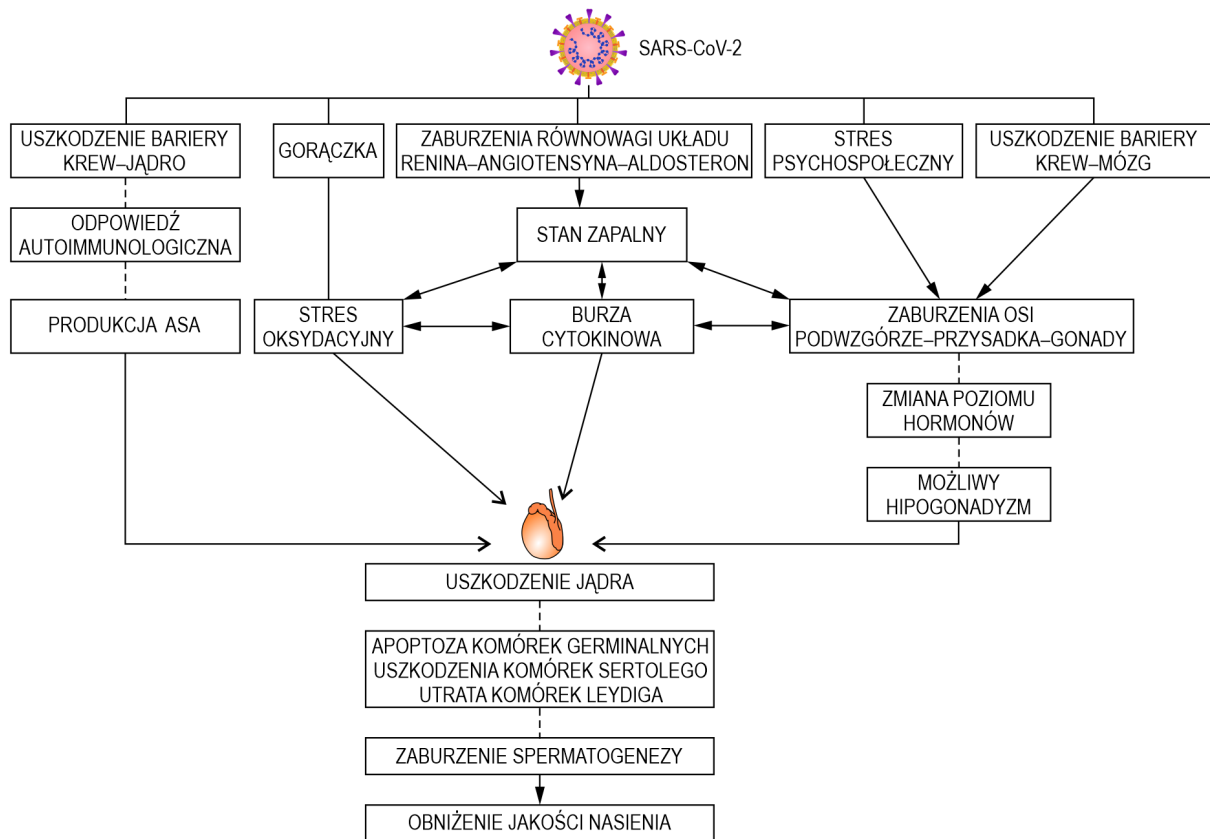 SARS-CoV-2
USZKODZENIE BARIERY
KREW–JĄDRO
GORĄCZKA
ZABURZENIA RÓWNOWAGI UKŁADU
RENINA–ANGIOTENSYNA–ALDOSTERON
STRES
PSYCHOSPOŁECZNY
USZKODZENIE BARIERY
KREW–MÓZG
ODPOWIEDŹ
AUTOIMMUNOLOGICZNA
STAN ZAPALNY
PRODUKCJA ASA
STRES
OKSYDACYJNY
BURZA
CYTOKINOWA
ZABURZENIA OSI
PODWZGÓRZE–PRZYSADKA–GONADY
ZMIANA POZIOMU
HORMONÓW
MOŻLIWY
HIPOGONADYZM
USZKODZENIE JĄDRA
APOPTOZA KOMÓREK GERMINALNYCH
USZKODZENIA KOMÓREK SERTOLEGO
UTRATA KOMÓREK LEYDIGA
ZABURZENIE SPERMATOGENEZY
OBNIŻENIE JAKOŚCI NASIENIA